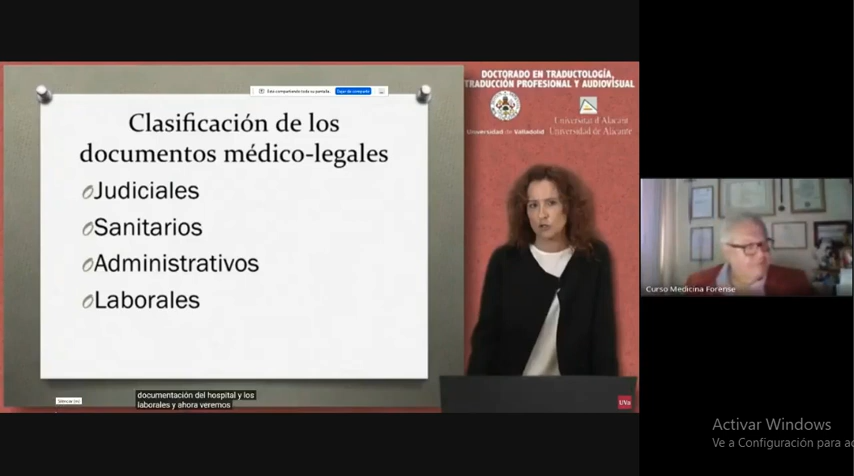 Clasificación de los
documentos médico-legales
Judiciales
Sanitarios
Administrativos
Laborales
DOCTORADO EN TRADUCTOLOGÍA,
TRADUCCIÓN PROFESIONAL Y AUDIOVISUAL
Universidad de Valladolid
Universitat d'Alacant
Universidad de Alicante
documentación del hospital y los
laborales y ahora veremos
UVa
Curso Medicina Forense
Activar Windows
Ve a Configuración para ac